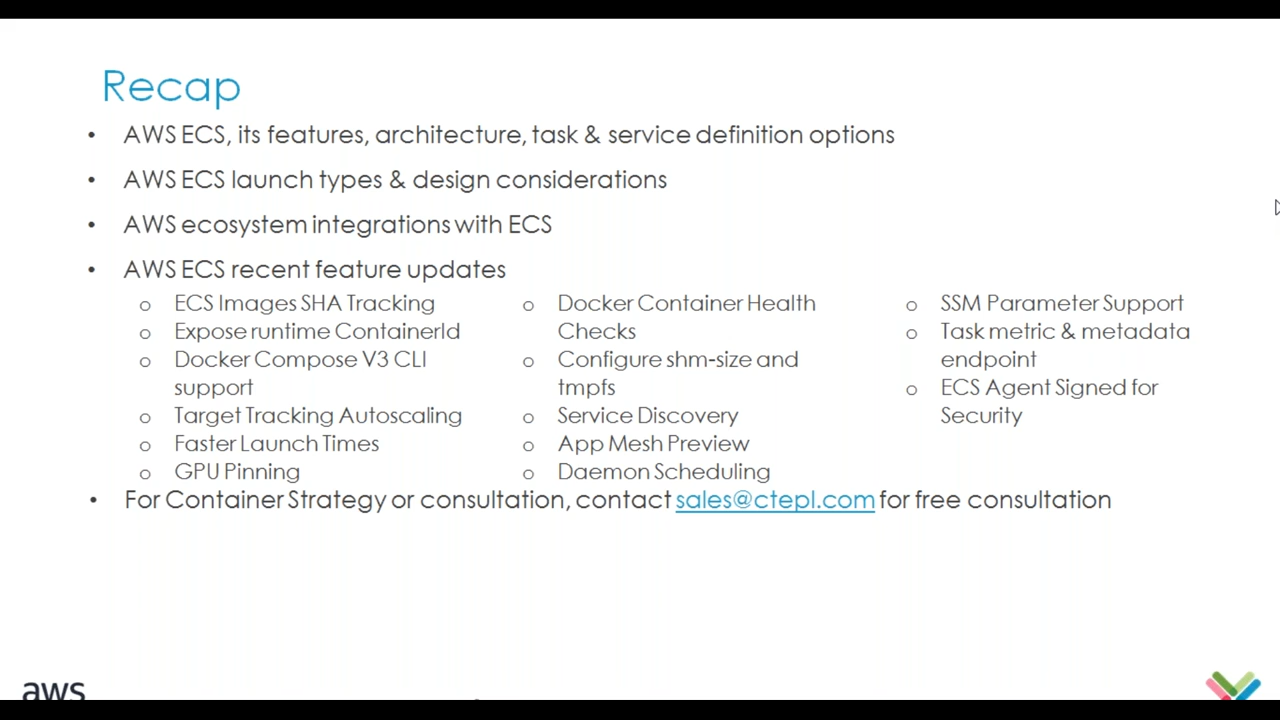 Recap
• AWS ECS, its features, architecture, task & service definition options
• AWS ECS launch types & design considerations
• AWS ecosystem integrations with ECS
• AWS ECS recent feature updates
o ECS Images SHA Tracking
o Expose runtime ContainerId
o Docker Compose V3 CLI
support
o Target Tracking Autoscaling
o Faster Launch Times
o GPU Pinning
o Docker Container Health
Checks
o Configure shm-size and
tmpfs
o Service Discovery
o App Mesh Preview
o Daemon Scheduling
o SSM Parameter Support
o Task metric & metadata
endpoint
o ECS Agent Signed for
Security
• For Container Strategy or consultation, contact sales@ctepl.com for free consultation
aws